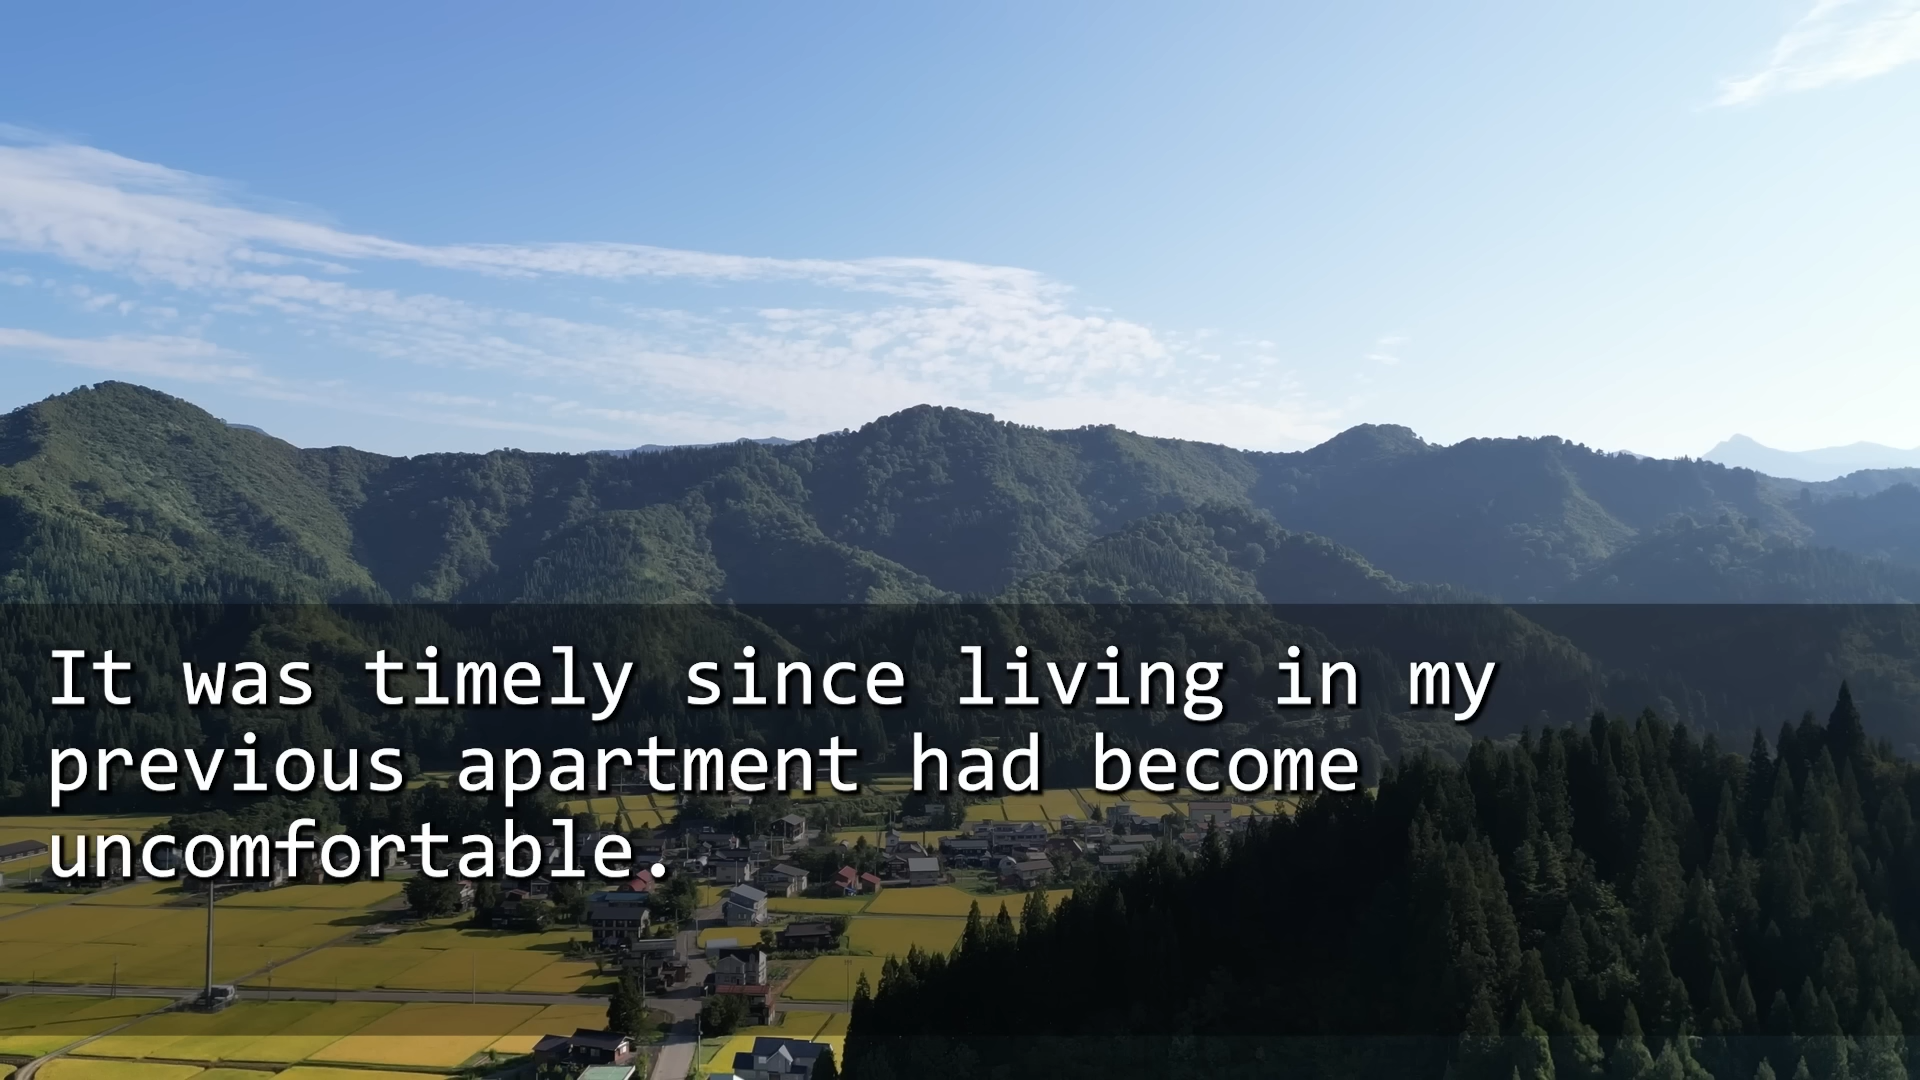 It was timely since living in my
previous apartment had become
uncomfortable.